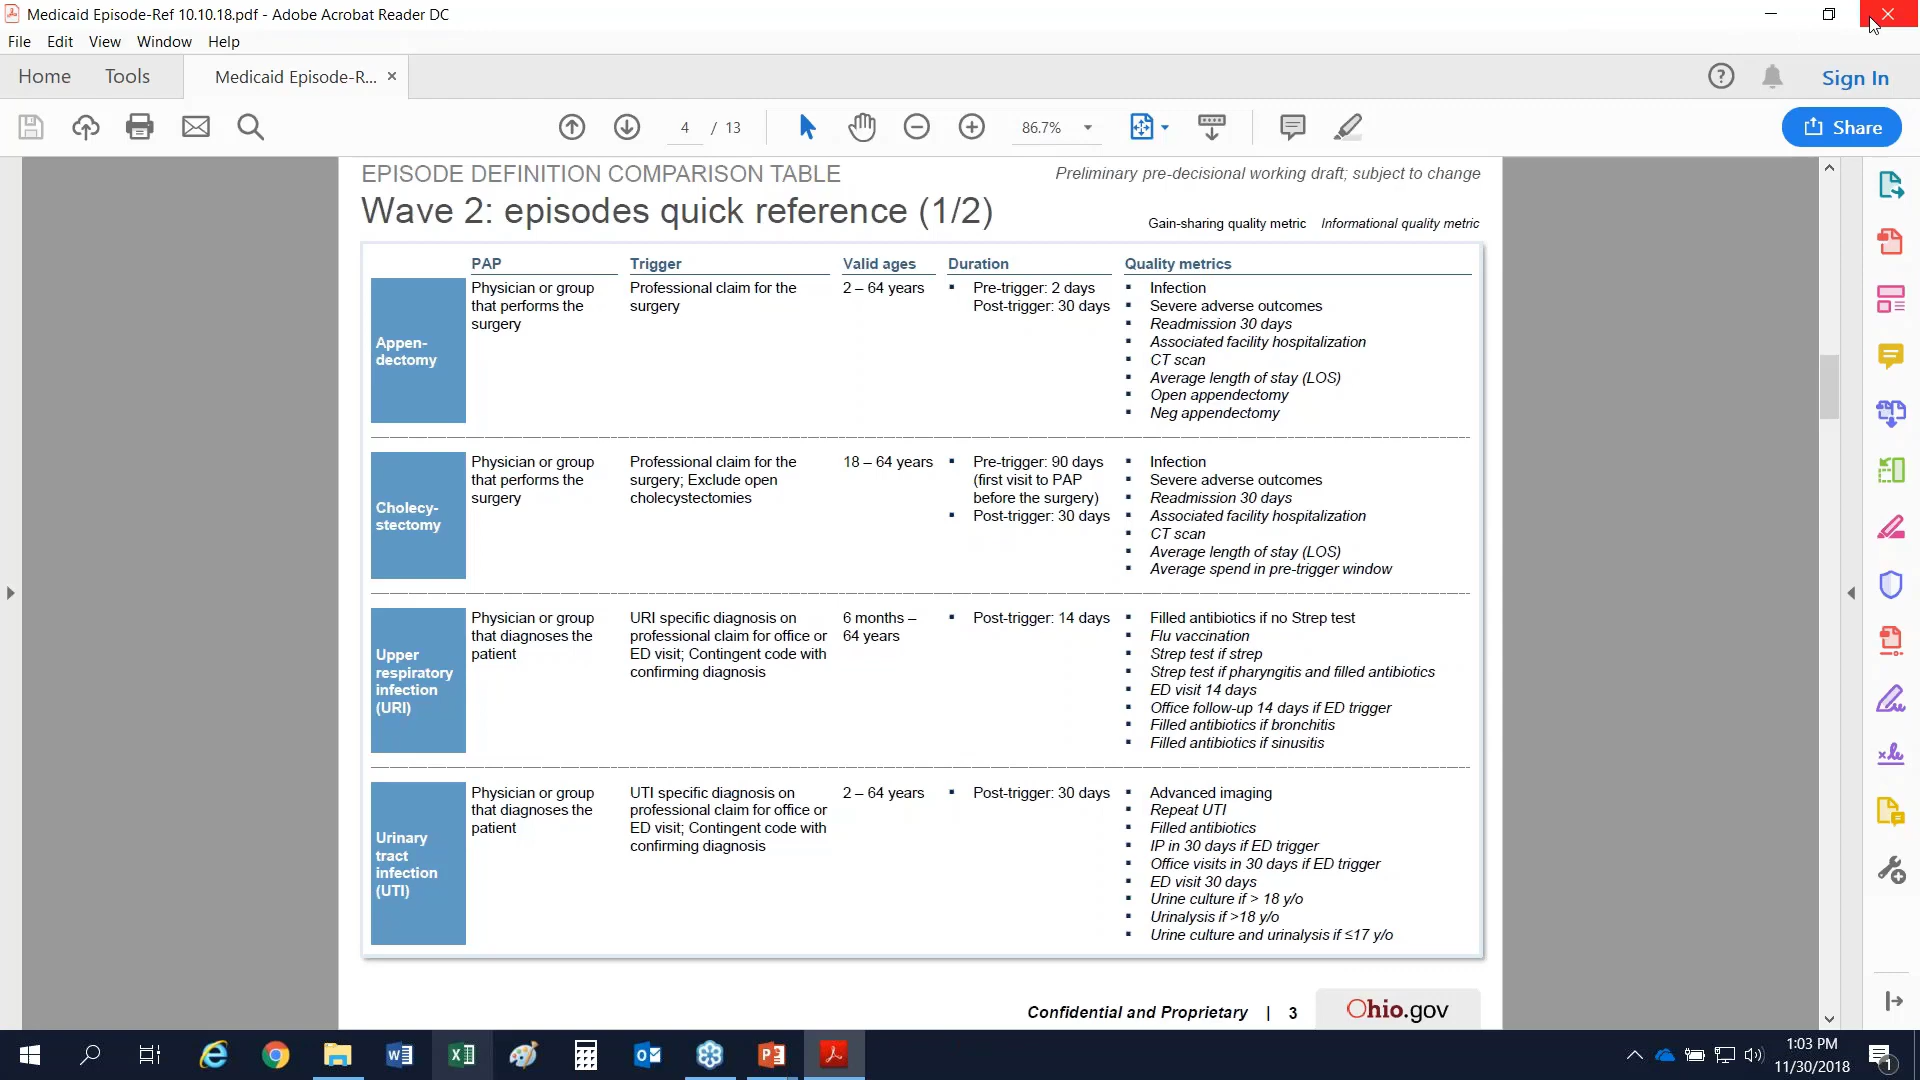 Medicaid Episode-Ref 10.10.18.pdf - Adobe Acrobat Reader DC
File Edit View Window Help
Home Tools Medicaid Episode-R... × Sign In
4 / 13 86.7% Share
EPISODE DEFINITION COMPARISON TABLE
Preliminary pre-decisional working draft; subject to change
Wave 2: episodes quick reference (1/2)
Gain-sharing quality metric Informational quality metric
PAP Trigger Valid ages Duration Quality metrics
Appen-
dectomy
Physician or group
that performs the
surgery
Professional claim for the
surgery
2 – 64 years
▪ Pre-trigger: 2 days
Post-trigger: 30 days
▪ Infection
▪ Severe adverse outcomes
▪ Readmission 30 days
▪ Associated facility hospitalization
▪ CT scan
▪ Average length of stay (LOS)
▪ Open appendectomy
▪ Neg appendectomy
Cholecy-
stectomy
Physician or group
that performs the
surgery
Professional claim for the
surgery; Exclude open
cholecystectomies
18 – 64 years
▪ Pre-trigger: 90 days
(first visit to PAP
before the surgery)
▪ Post-trigger: 30 days
▪ Infection
▪ Severe adverse outcomes
▪ Readmission 30 days
▪ Associated facility hospitalization
▪ CT scan
▪ Average length of stay (LOS)
▪ Average spend in pre-trigger window
Upper
respiratory
infection
(URI)
Physician or group
that diagnoses the
patient
URI specific diagnosis on
professional claim for office or
ED visit; Contingent code with
confirming diagnosis
6 months –
64 years
▪ Post-trigger: 14 days
▪ Filled antibiotics if no Strep test
▪ Flu vaccination
▪ Strep test if strep
▪ Strep test if pharyngitis and filled antibiotics
▪ ED visit 14 days
▪ Office follow-up 14 days if ED trigger
▪ Filled antibiotics if bronchitis
▪ Filled antibiotics if sinusitis
Urinary
tract
infection
(UTI)
Physician or group
that diagnoses the
patient
UTI specific diagnosis on
professional claim for office or
ED visit; Contingent code with
confirming diagnosis
2 – 64 years
▪ Post-trigger: 30 days
▪ Advanced imaging
▪ Repeat UTI
▪ Filled antibiotics
▪ IP in 30 days if ED trigger
▪ Office visits in 30 days if ED trigger
▪ ED visit 30 days
▪ Urine culture if > 18 y/o
▪ Urinalysis if >18 y/o
▪ Urine culture and urinalysis if ≤17 y/o
Confidential and Proprietary | 3
Ohio.gov
1:03 PM
11/30/2018
1